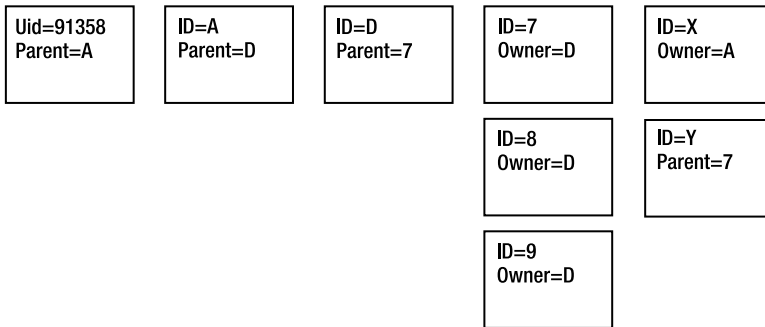 Uid=91358
Parent=A
ID=A
Parent=D
ID=D
Parent=7
ID=7
Owner=D
ID=X
Owner=A
ID=8
Owner=D
ID=Y
Parent=7
ID=9
Owner=D